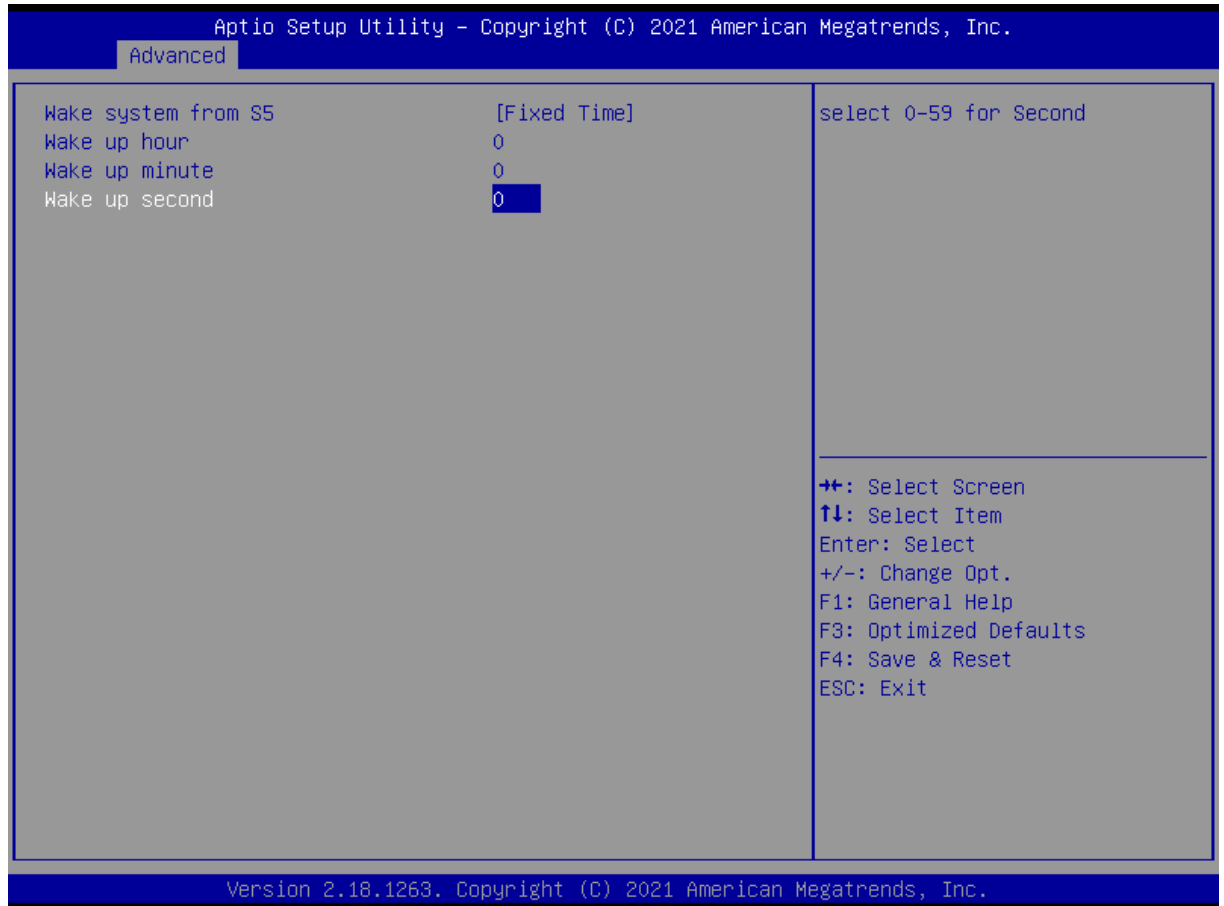 Aptio Setup Utility – Copyright (C) 2021 American Megatrends, Inc.
Advanced
Wake system from S5 [Fixed Time]
Wake up hour 0
Wake up minute 0
Wake up second 0
select 0-59 for Second
→←: Select Screen
↑↓: Select Item
Enter: Select
+/-: Change Opt.
F1: General Help
F3: Optimized Defaults
F4: Save & Reset
ESC: Exit
Version 2.18.1263. Copyright (C) 2021 American Megatrends, Inc.